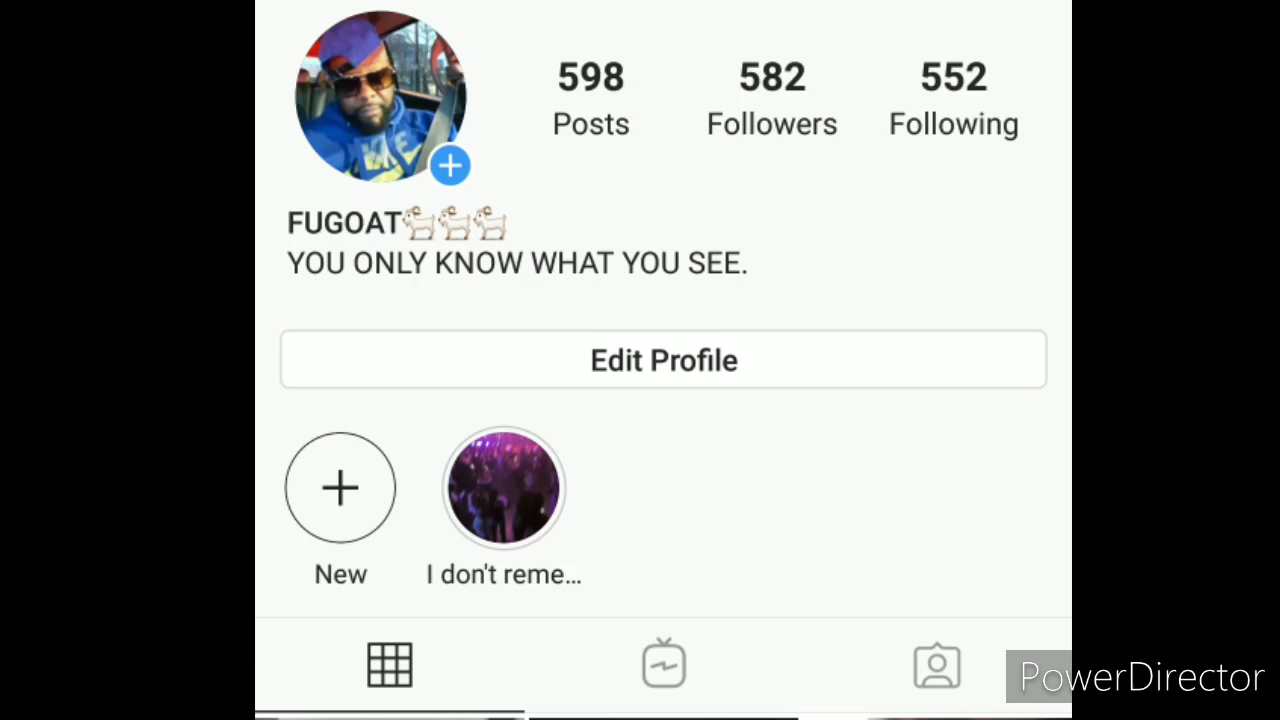 598 582 552
Posts Followers Following
FUGOAT🐐🐐🐐
YOU ONLY KNOW WHAT YOU SEE.
Edit Profile
New I don't reme...
PowerDirector